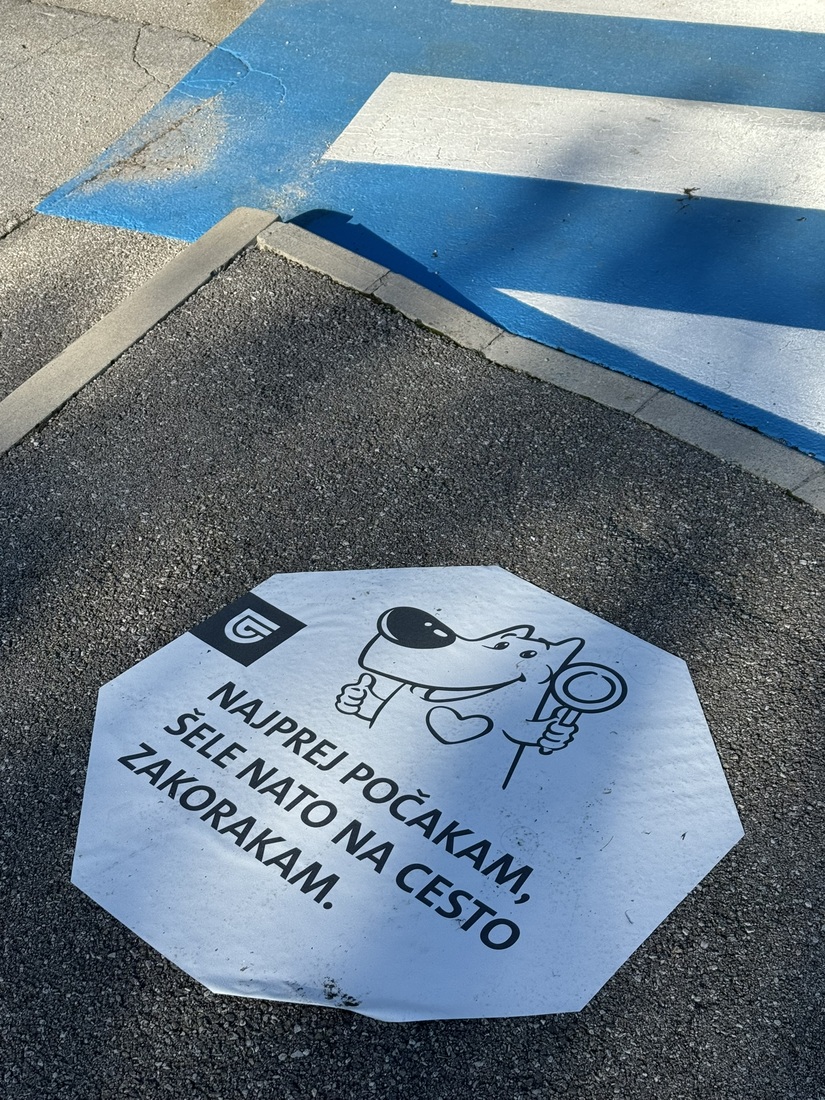 NAJPREJ POČAKAM,
ŠELE NATO NA CESTO
ZAKORAKAM.